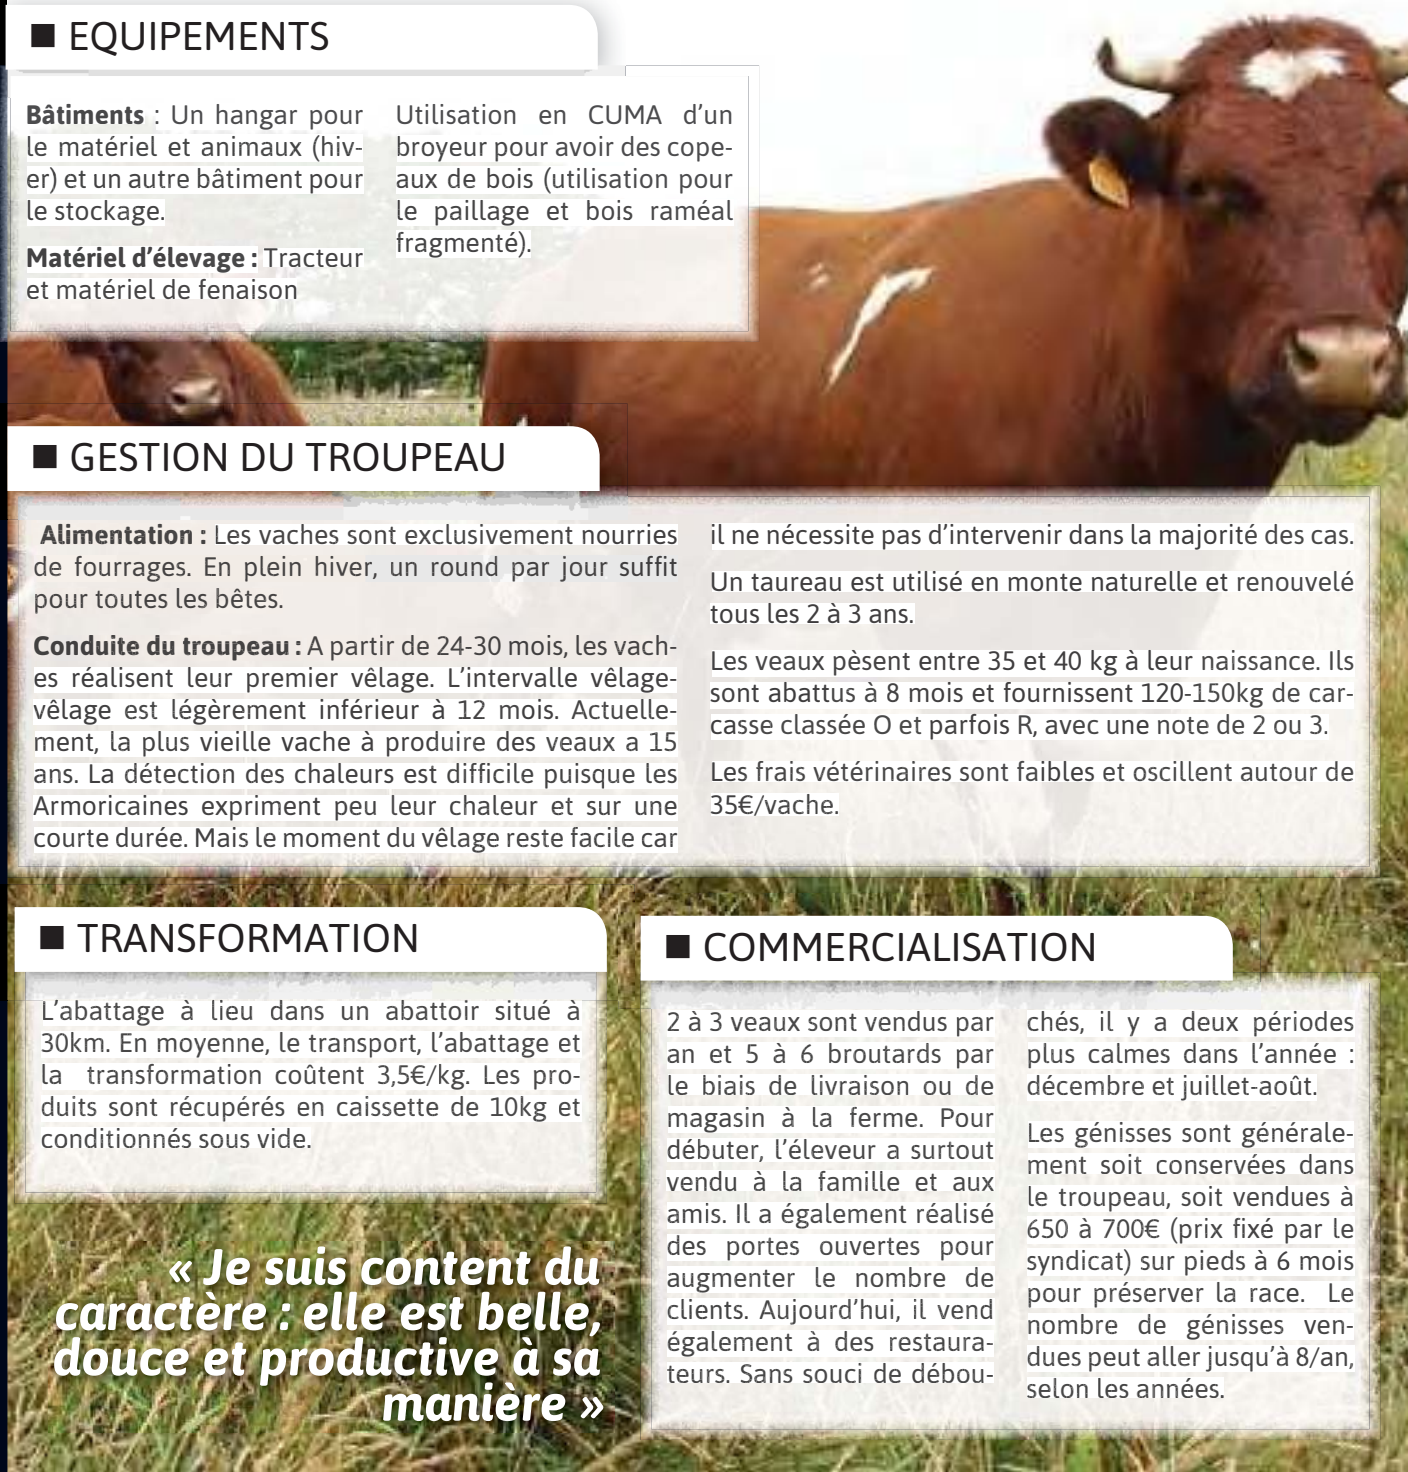 ■ EQUIPEMENTS
Bâtiments : Un hangar pour
le matériel et animaux (hiv-
er) et un autre bâtiment pour
le stockage.
Matériel d’élevage : Tracteur
et matériel de fenaison
Utilisation en CUMA d’un
broyeur pour avoir des cope-
aux de bois (utilisation pour
le paillage et bois raméal
fragmenté).
■ GESTION DU TROUPEAU
Alimentation : Les vaches sont exclusivement nourries
de fourrages. En plein hiver, un round par jour suffit
pour toutes les bêtes.
Conduite du troupeau : A partir de 24-30 mois, les vach-
es réalisent leur premier vêlage. L’intervalle vêlage-
vêlage est légèrement inférieur à 12 mois. Actuelle-
ment, la plus vieille vache à produire des veaux a 15
ans. La détection des chaleurs est difficile puisque les
Armoricaines expriment peu leur chaleur et sur une
courte durée. Mais le moment du vêlage reste facile car
il ne nécessite pas d’intervenir dans la majorité des cas.
Un taureau est utilisé en monte naturelle et renouvelé
tous les 2 à 3 ans.
Les veaux pèsent entre 35 et 40 kg à leur naissance. Ils
sont abattus à 8 mois et fournissent 120-150kg de car-
casse classée O et parfois R, avec une note de 2 ou 3.
Les frais vétérinaires sont faibles et oscillent autour de
35€/vache.
■ TRANSFORMATION
L’abattage à lieu dans un abattoir situé à
30km. En moyenne, le transport, l’abattage et
la transformation coûtent 3,5€/kg. Les pro-
duits sont récupérés en caissette de 10kg et
conditionnés sous vide.
« Je suis content du
caractère : elle est belle,
douce et productive à sa
manière »
■ COMMERCIALISATION
2 à 3 veaux sont vendus par
an et 5 à 6 broutards par
le biais de livraison ou de
magasin à la ferme. Pour
débuter, l’éleveur a surtout
vendu à la famille et aux
amis. Il a également réalisé
des portes ouvertes pour
augmenter le nombre de
clients. Aujourd’hui, il vend
également à des restaura-
teurs. Sans souci de débou-
chés, il y a deux périodes
plus calmes dans l’année :
décembre et juillet-août.
Les génisses sont générale-
ment soit conservées dans
le troupeau, soit vendues à
650 à 700€ (prix fixé par le
syndicat) sur pieds à 6 mois
pour préserver la race. Le
nombre de génisses ven-
dues peut aller jusqu’à 8/an,
selon les années.